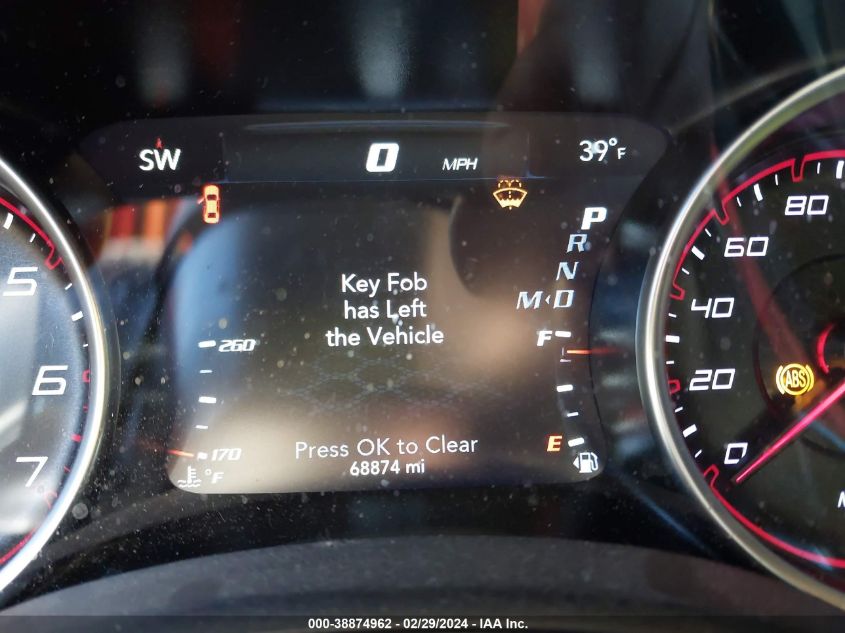 SW 0 MPH 39°F
P
R
N
M‹D
Key Fob
has Left
the Vehicle
260
F
170
°F
E
Press OK to Clear
68874 mi
5
6
7
80
60
40
20
0
ABS
000-38874962 - 02/29/2024 - IAA Inc.